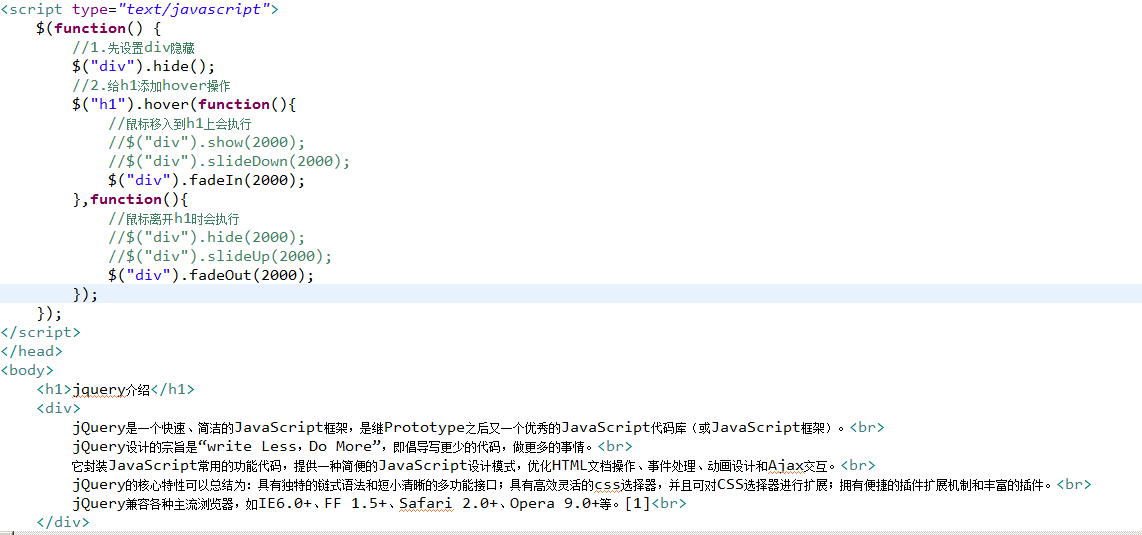 <script type="text/javascript">
    $(function() {
        //1.先设置div隐藏
        $("div").hide();
        //2.给h1添加hover操作
        $("h1").hover(function(){
            //鼠标移入到h1上会执行
            //$("div").show(2000);
            //$("div").slideDown(2000);
            $("div").fadeIn(2000);
        },function(){
            //鼠标离开h1时会执行
            //$("div").hide(2000);
            //$("div").slideUp(2000);
            $("div").fadeOut(2000);
        });
    });
</script>
</head>
<body>
    <h1>jquery介绍</h1>
    <div>
        jQuery是一个快速、简洁的JavaScript框架，是继Prototype之后又一个优秀的JavaScript代码库（或JavaScript框架）。<br>
        jQuery设计的宗旨是“write Less，Do More”，即倡导写更少的代码，做更多的事情。<br>
        它封装JavaScript常用的功能代码，提供一种简便的JavaScript设计模式，优化HTML文档操作、事件处理、动画设计和Ajax交互。<br>
        jQuery的核心特性可以总结为：具有独特的链式语法和短小清晰的多功能接口；具有高效灵活的css选择器，并且可对CSS选择器进行扩展；拥有便捷的插件扩展机制和丰富的插件。<br>
        jQuery兼容各种主流浏览器，如IE6.0+、FF 1.5+、Safari 2.0+、Opera 9.0+等。[1]<br>
    </div>